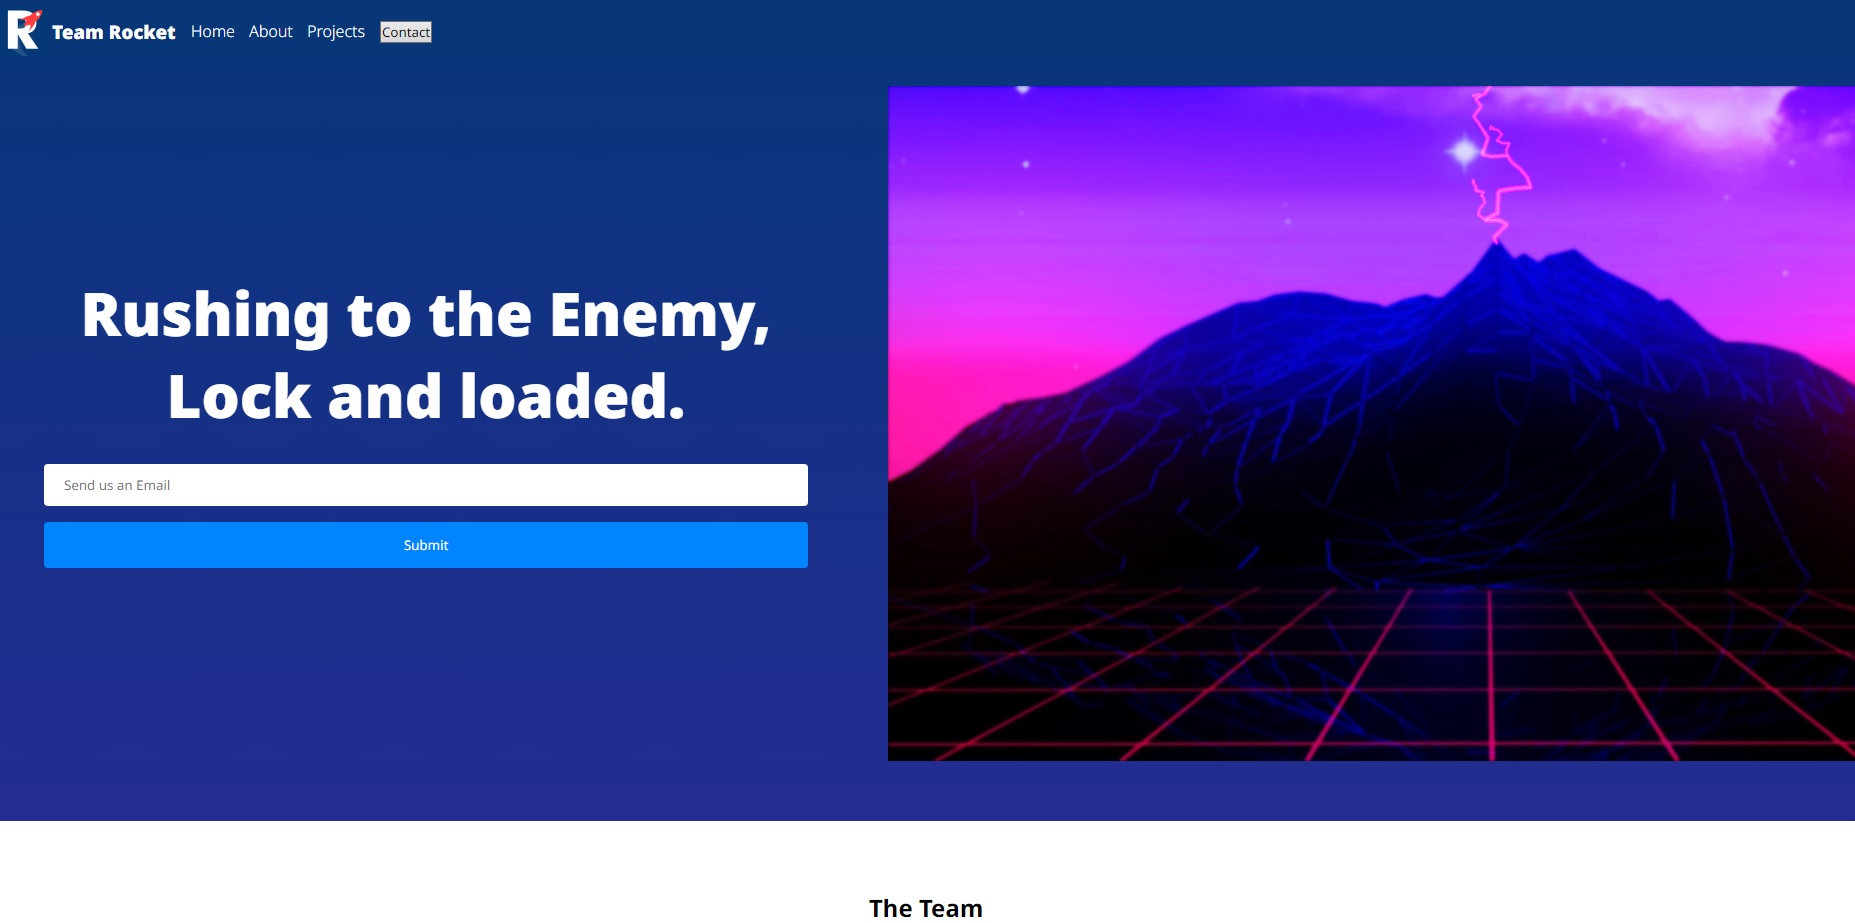 R Team Rocket Home About Projects Contact
Rushing to the Enemy,
Lock and loaded.
Send us an Email
Submit
The Team